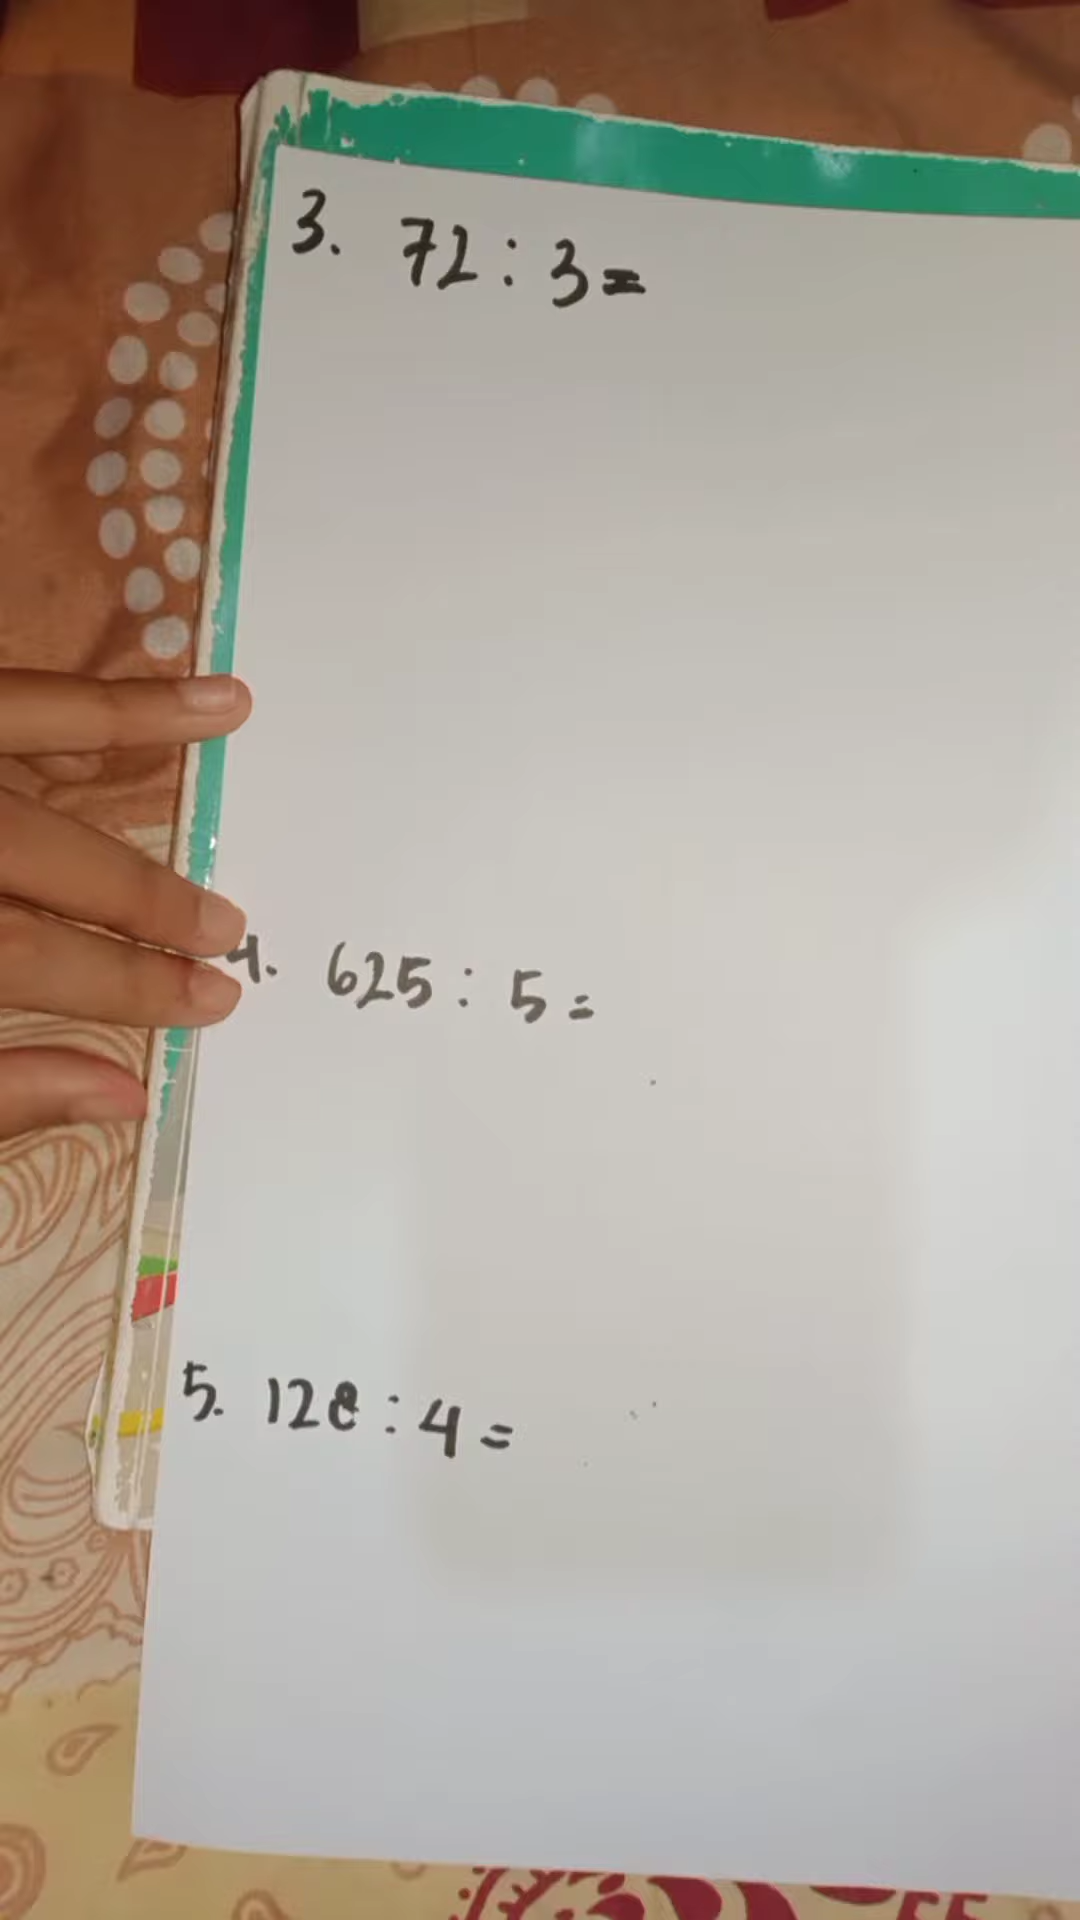 3. 72 : 3 =
4. 625 : 5 =
5. 128 : 4 =